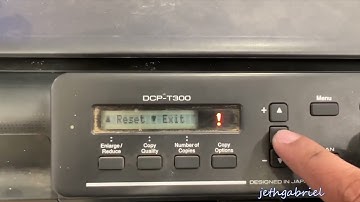 DCP-T300
▲ Reset ▼ Exit
!
+ ▲ Menu
Enlarge/ Copy Number of Copy
Reduce Quality Copies Options
DESIGNED IN JAPAN
jethgabriel